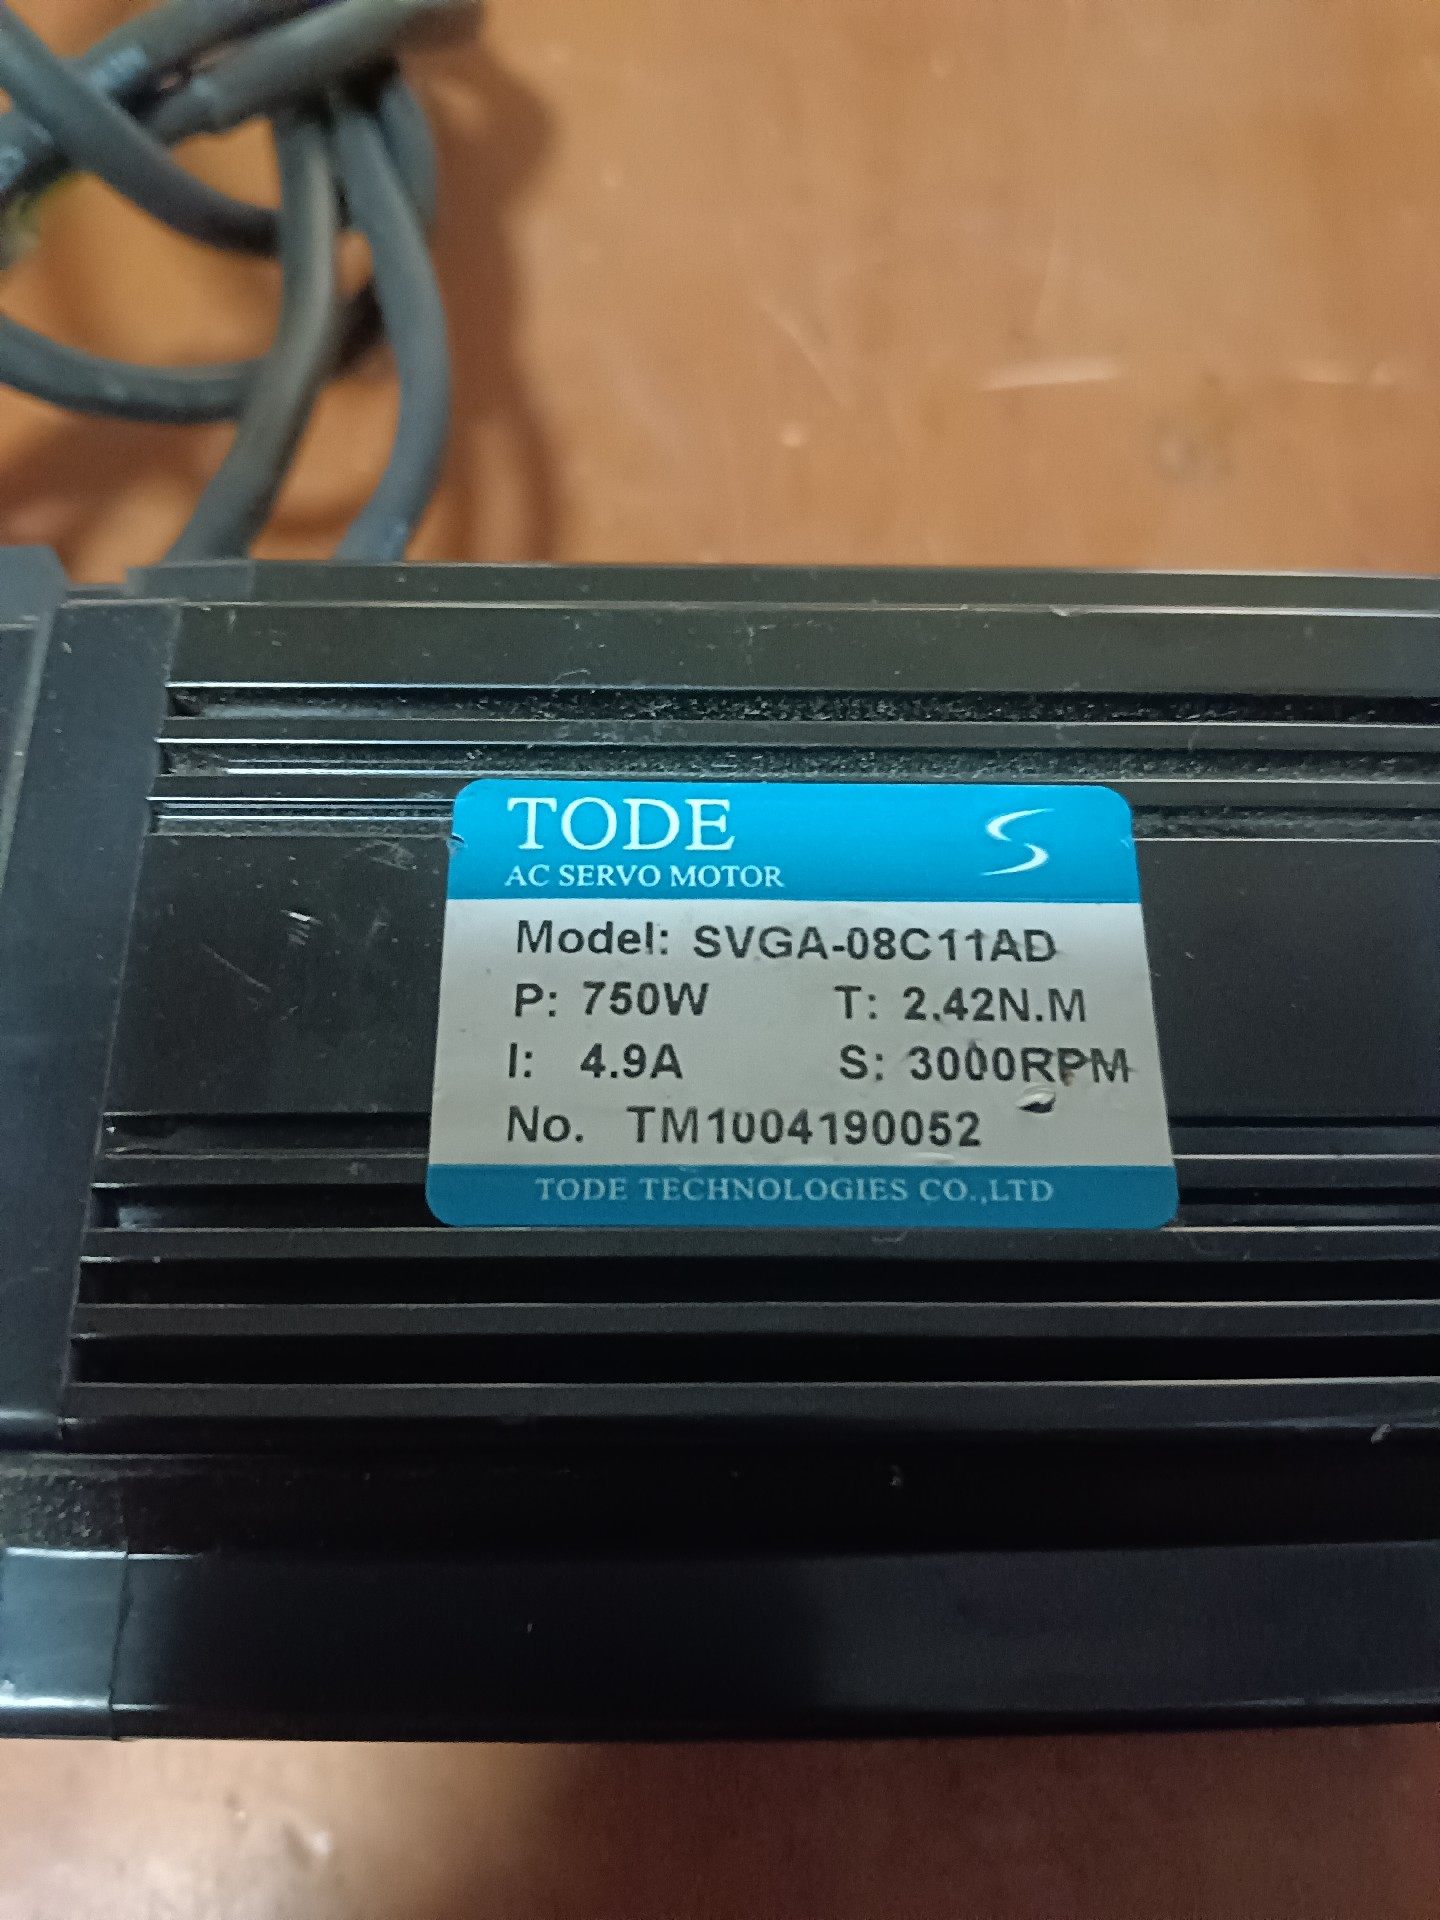 TODE
AC SERVO MOTOR
Model: SVGA-08C11AD
P: 750W T: 2.42N.M
I: 4.9A S: 3000RPM
No. TM1004190052
TODE TECHNOLOGIES CO.,LTD